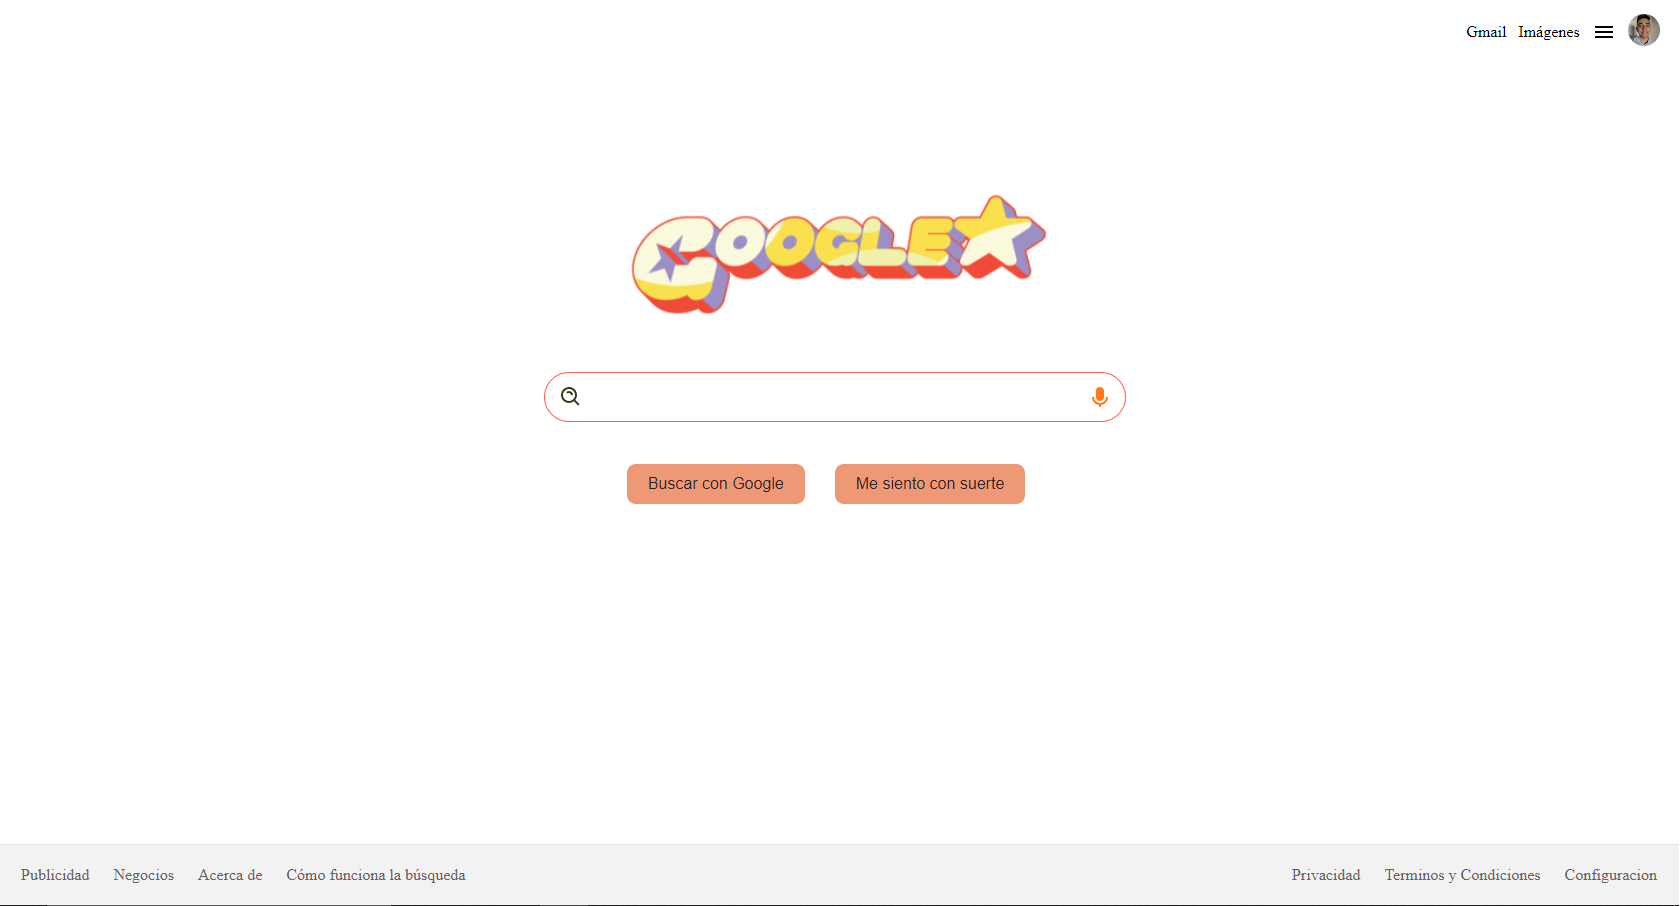 Gmail Imágenes
GOOGLE
Buscar con Google Me siento con suerte
Publicidad Negocios Acerca de Cómo funciona la búsqueda Privacidad Terminos y Condiciones Configuracion